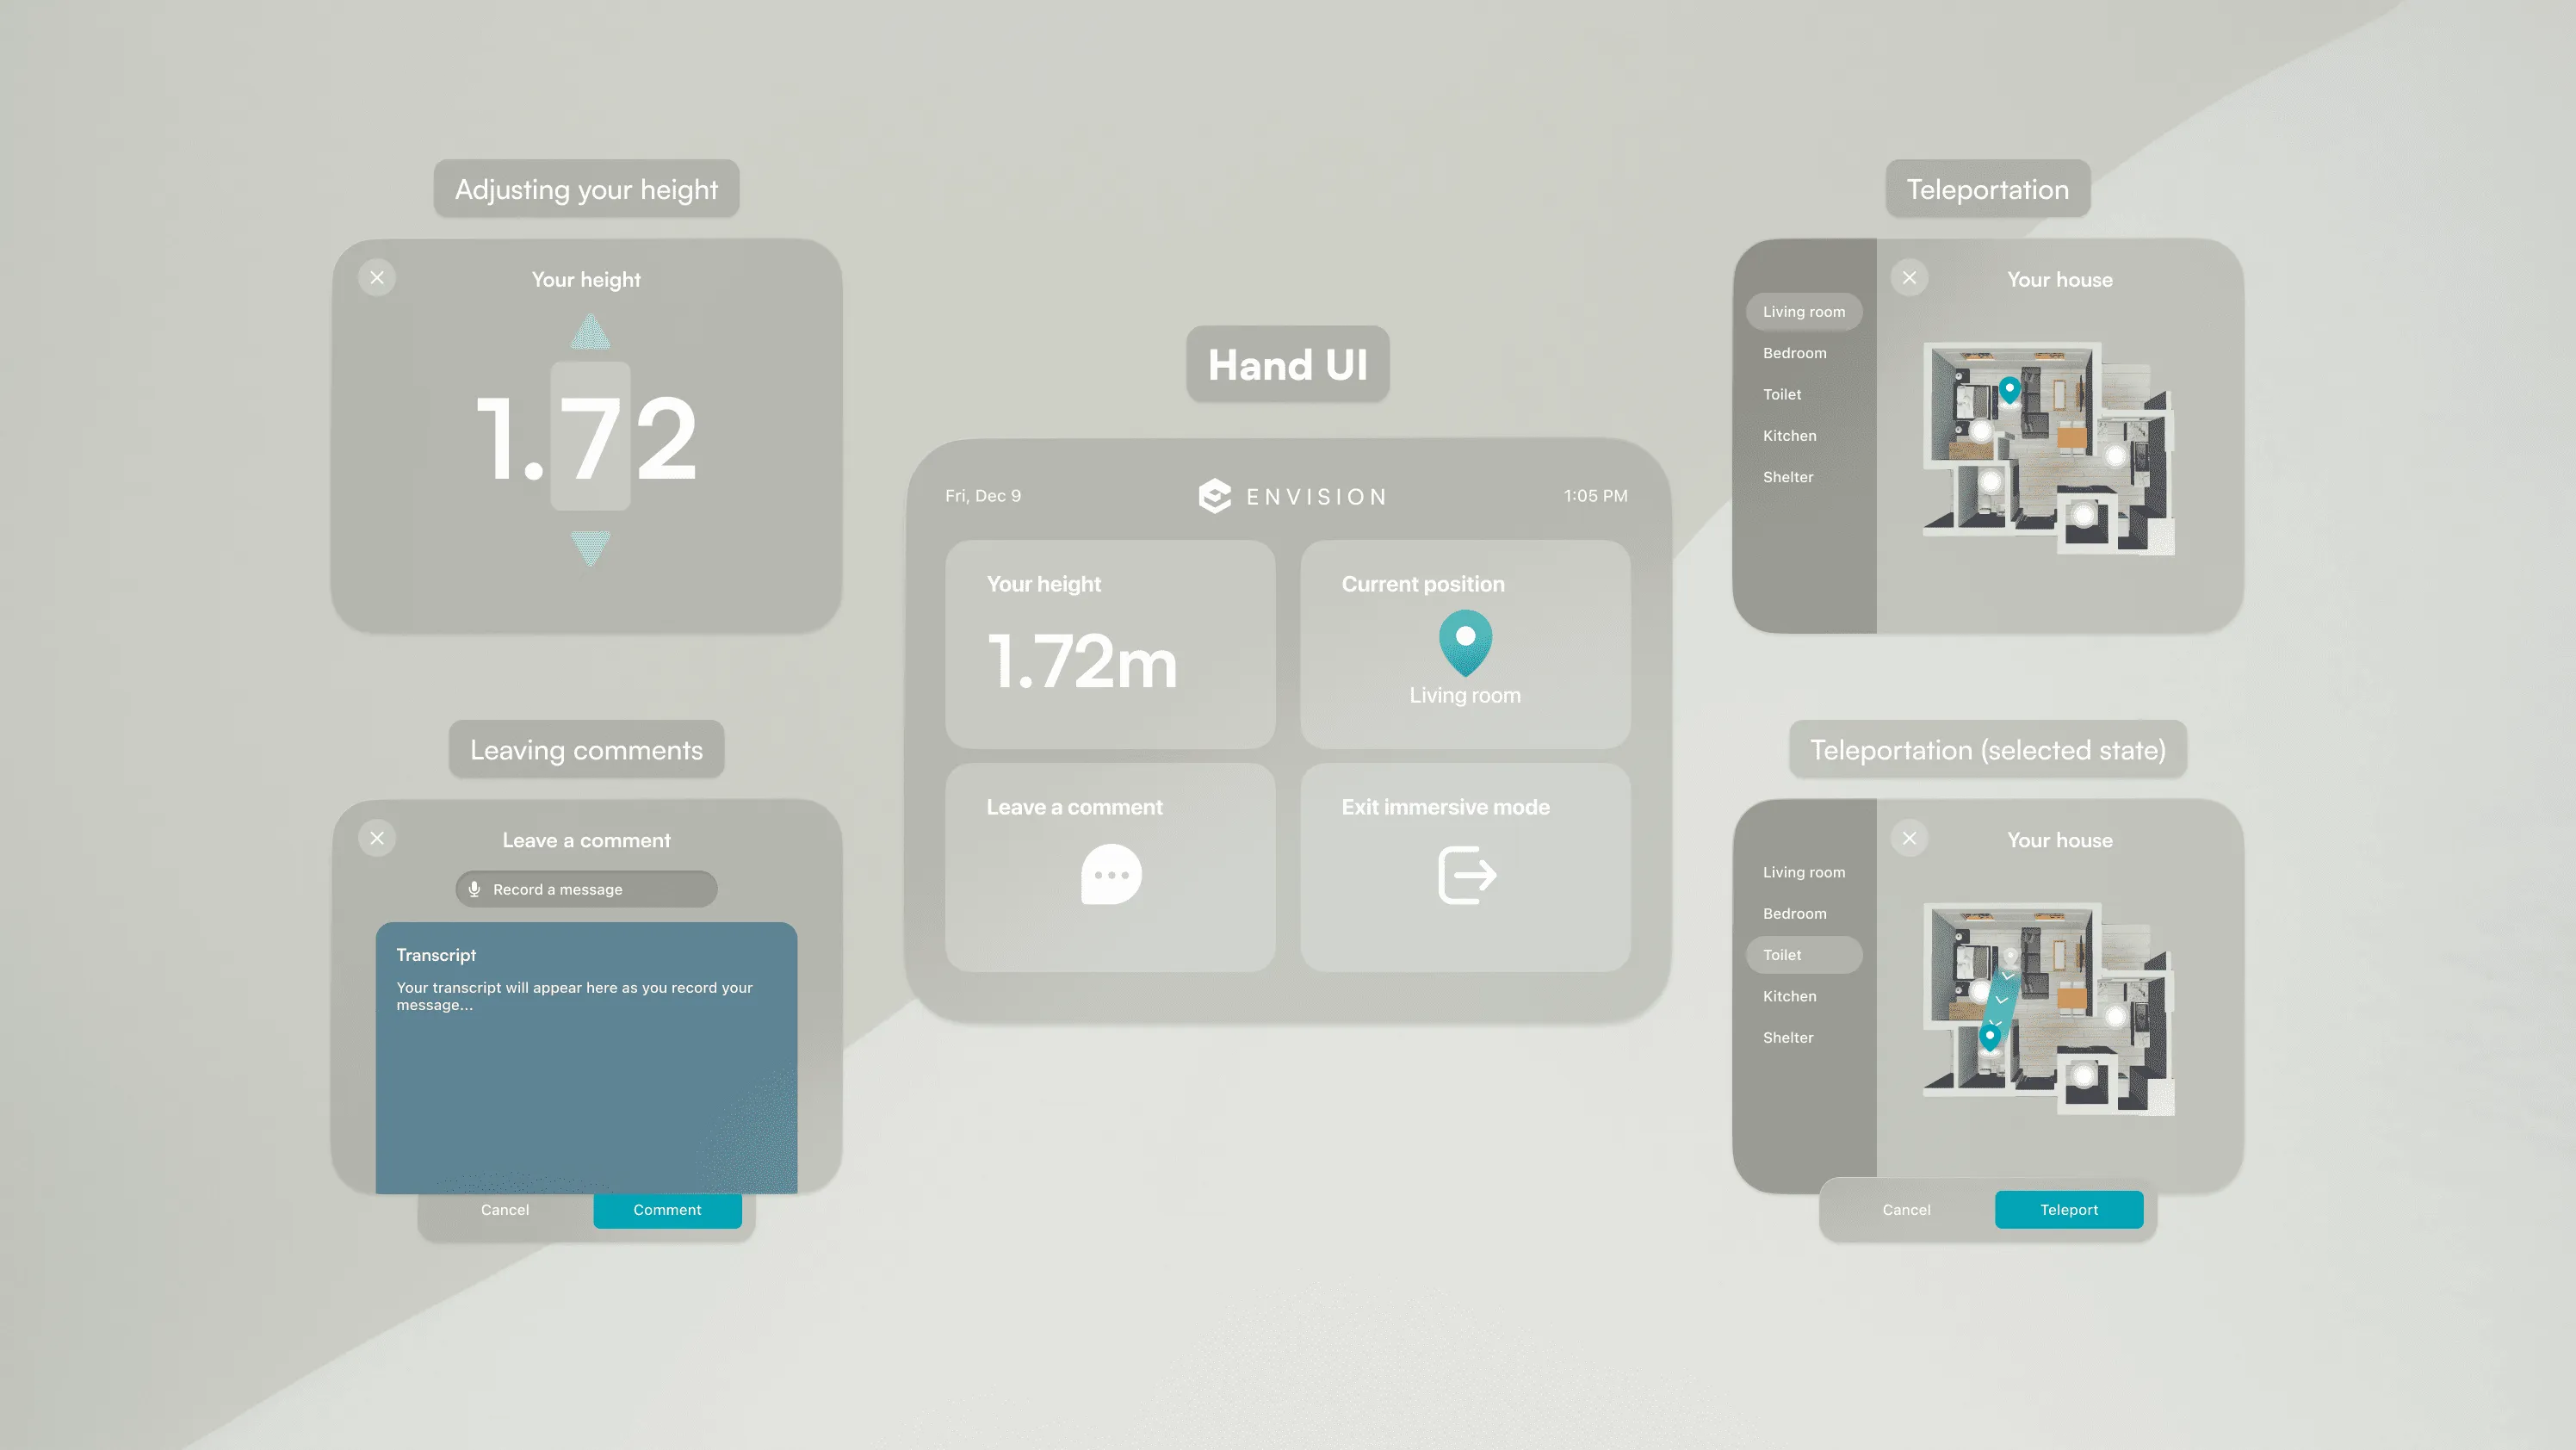 Adjusting your height
Your height
1.72
Leaving comments
Leave a comment
Record a message
Transcript
Your transcript will appear here as you record your
message...
Cancel
Comment
Hand UI
Fri, Dec 9
ENVISION
1:05 PM
Your height
1.72m
Current position
Living room
Leave a comment
Exit immersive mode
Teleportation
Your house
Living room
Bedroom
Toilet
Kitchen
Shelter
Teleportation (selected state)
Your house
Living room
Bedroom
Toilet
Kitchen
Shelter
Cancel
Teleport